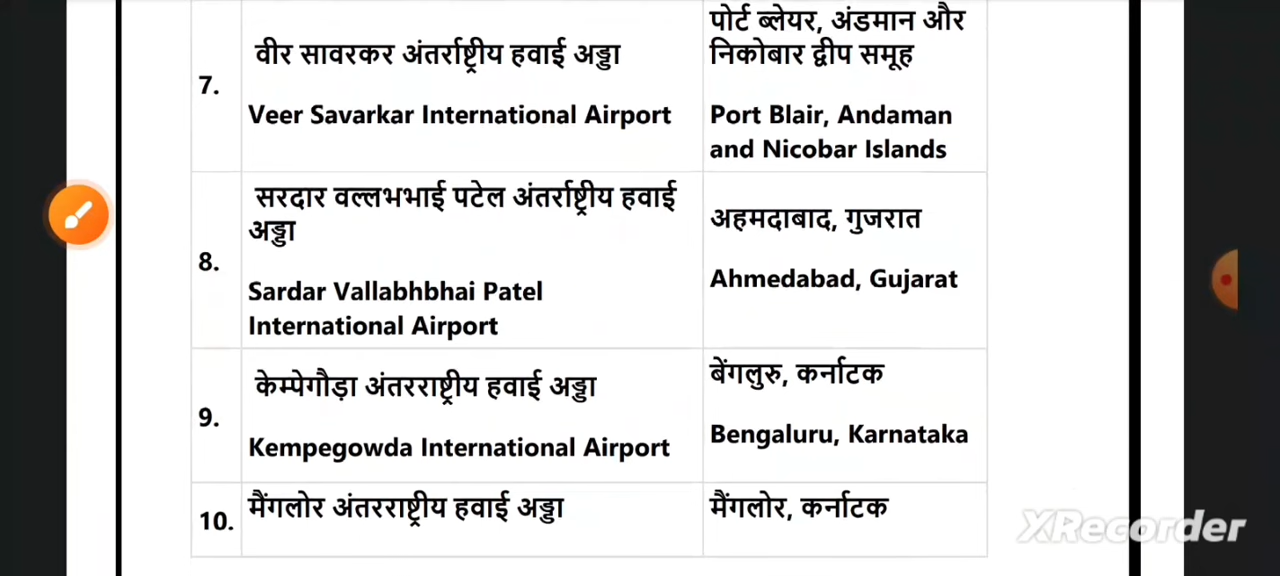 7.
वीर सावरकर अंतर्राष्ट्रीय हवाई अड्डा
Veer Savarkar International Airport
पोर्ट ब्लेयर, अंडमान और
निकोबार द्वीप समूह
Port Blair, Andaman
and Nicobar Islands
8.
सरदार वल्लभभाई पटेल अंतर्राष्ट्रीय हवाई
अड्डा
Sardar Vallabhbhai Patel
International Airport
अहमदाबाद, गुजरात
Ahmedabad, Gujarat
9.
केम्पेगौड़ा अंतरराष्ट्रीय हवाई अड्डा
Kempegowda International Airport
बेंगलुरु, कर्नाटक
Bengaluru, Karnataka
10.
मैंगलोर अंतरराष्ट्रीय हवाई अड्डा
मैंगलोर, कर्नाटक
XRecorder